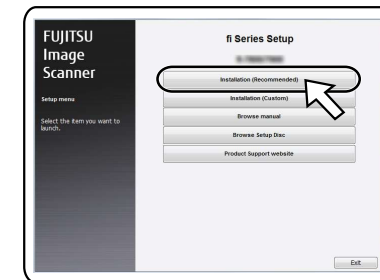 FUJITSU
Image
Scanner
Setup menu
Select the item you want to
launch.
fi Series Setup
Installation (Recommended)
Installation (Custom)
Browse manual
Browse Setup Disc
Product Support website
Exit